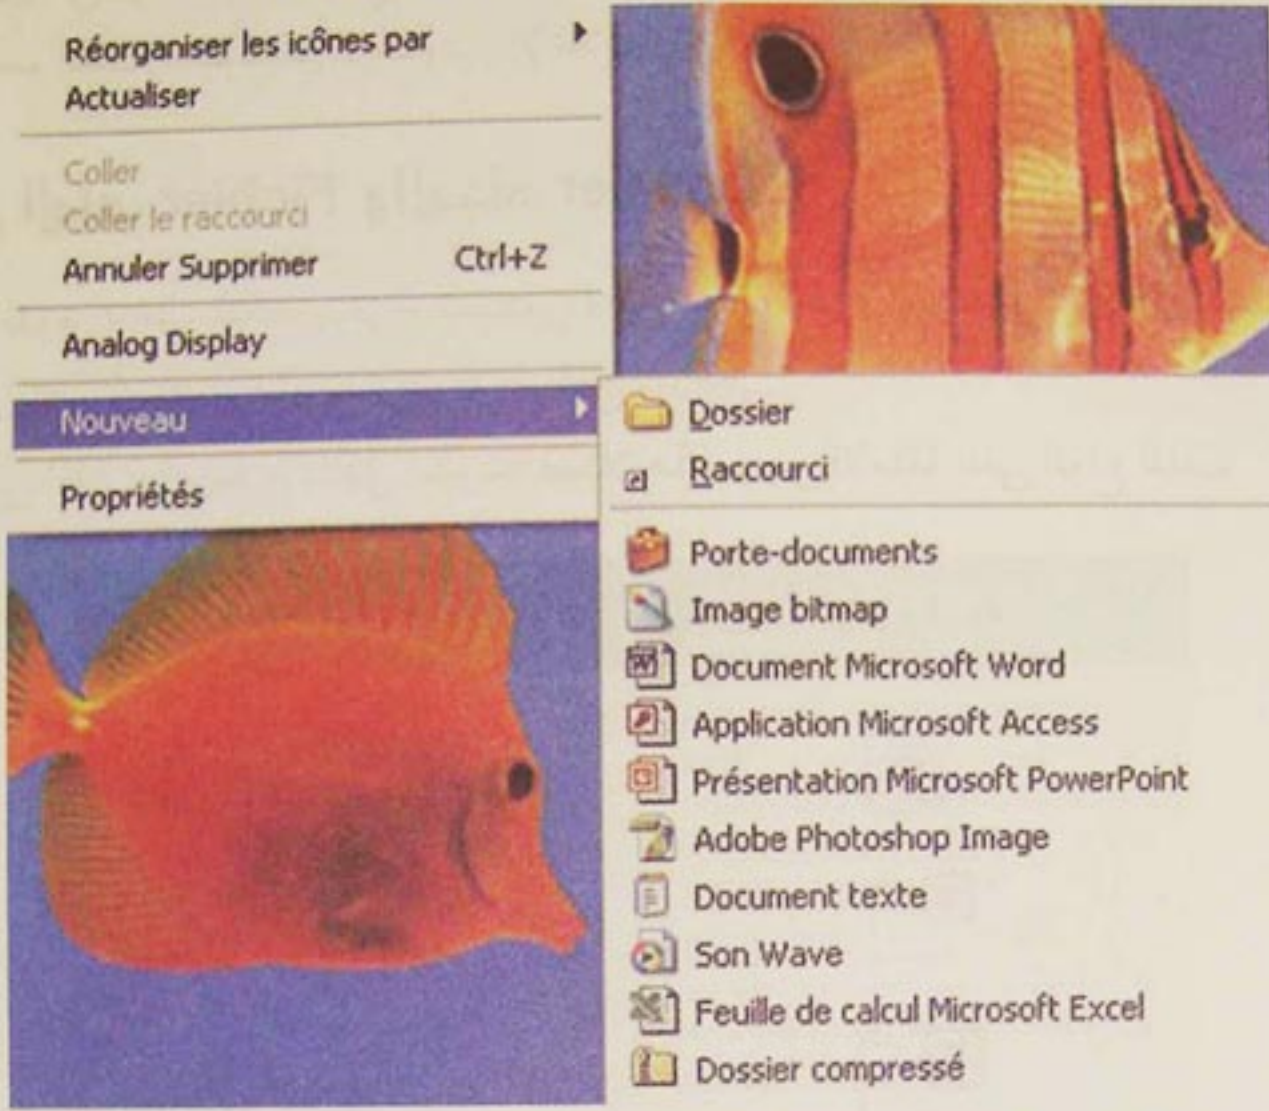 Réorganiser les icônes par
Actualiser
Coller
Coller le raccourci
Annuler Supprimer Ctrl+Z
Analog Display
Nouveau
Propriétés
Dossier
Raccourci
Porte-documents
Image bitmap
Document Microsoft Word
Application Microsoft Access
Présentation Microsoft PowerPoint
Adobe Photoshop Image
Document texte
Son Wave
Feuille de calcul Microsoft Excel
Dossier compressé